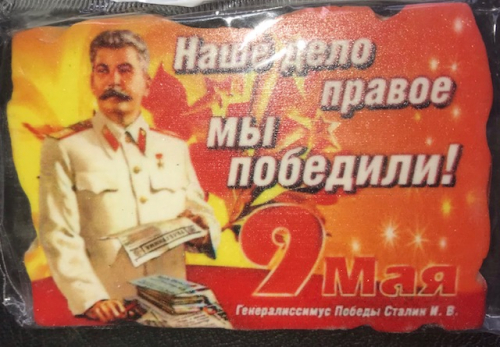 Наше дело
правое
мы
победили!
9 Мая
Генералиссимус Победы Сталин И. В.